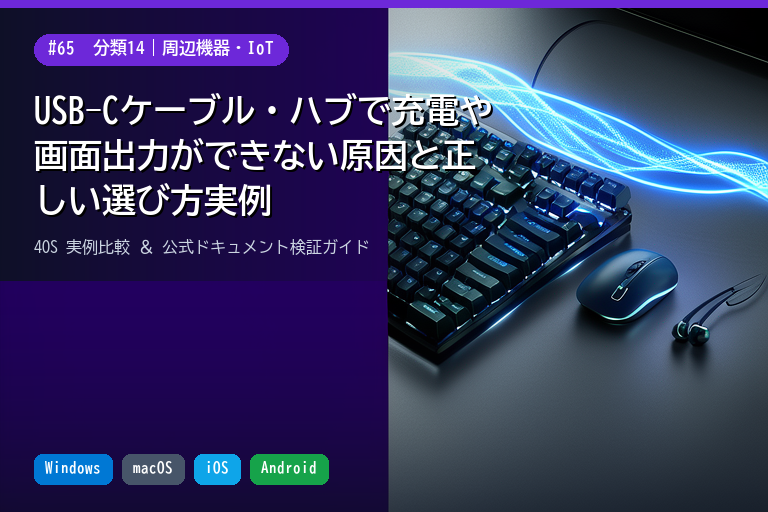 #65 分類14｜周辺機器・IoT
USB-Cケーブル・ハブで充電や
画面出力ができない原因と正
しい選び方実例
4OS 実例比較 ＆ 公式ドキュメント検証ガイド
Windows macOS iOS Android